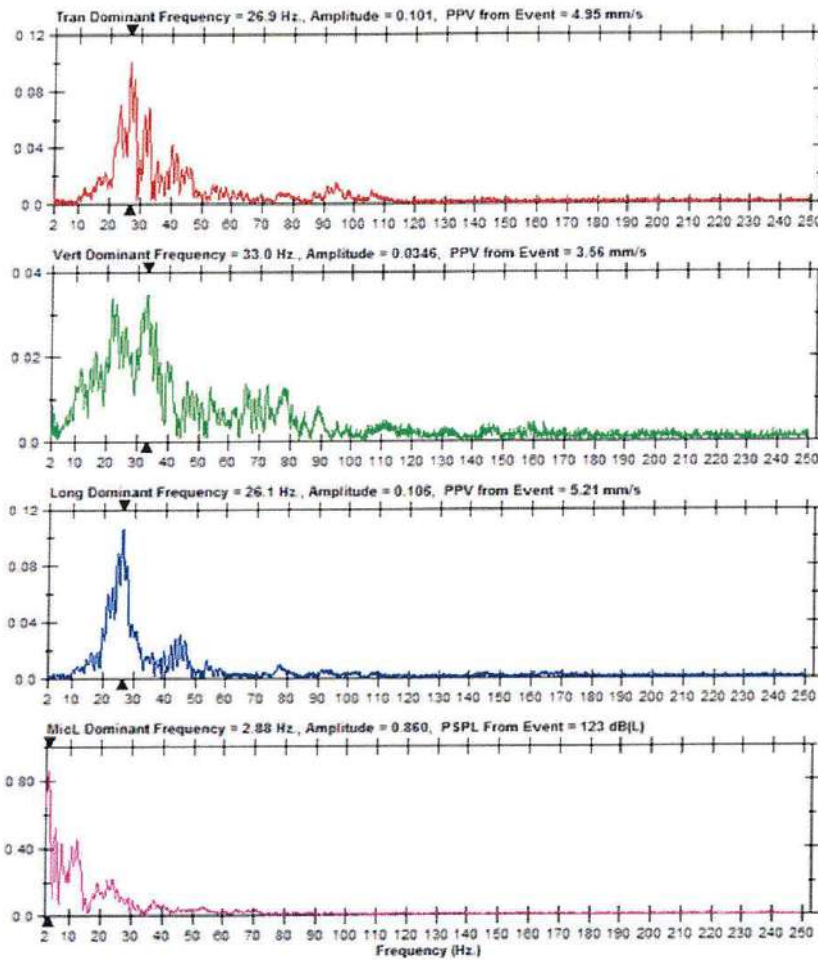 Tran Dominant Frequency = 26.9 Hz., Amplitude = 0.101, PPV from Event = 4.95 mm/s
0.12
0.08
0.04
0.0
2 10 20 30 40 50 60 70 80 90 100 110 120 130 140 150 160 170 180 190 200 210 220 230 240 250
Vert Dominant Frequency = 33.0 Hz., Amplitude = 0.0346, PPV from Event = 3.56 mm/s
0.04
0.02
0.0
2 10 20 30 40 50 60 70 80 90 100 110 120 130 140 150 160 170 180 190 200 210 220 230 240 250
Long Dominant Frequency = 26.1 Hz., Amplitude = 0.106, PPV from Event = 5.21 mm/s
0.12
0.08
0.04
0.0
2 10 20 30 40 50 60 70 80 90 100 110 120 130 140 150 160 170 180 190 200 210 220 230 240 250
MicL Dominant Frequency = 2.88 Hz., Amplitude = 0.860, PSPL From Event = 123 dB(L)
0.80
0.40
0.0
2 10 20 30 40 50 60 70 80 90 100 110 120 130 140 150 160 170 180 190 200 210 220 230 240 250
Frequency (Hz.)